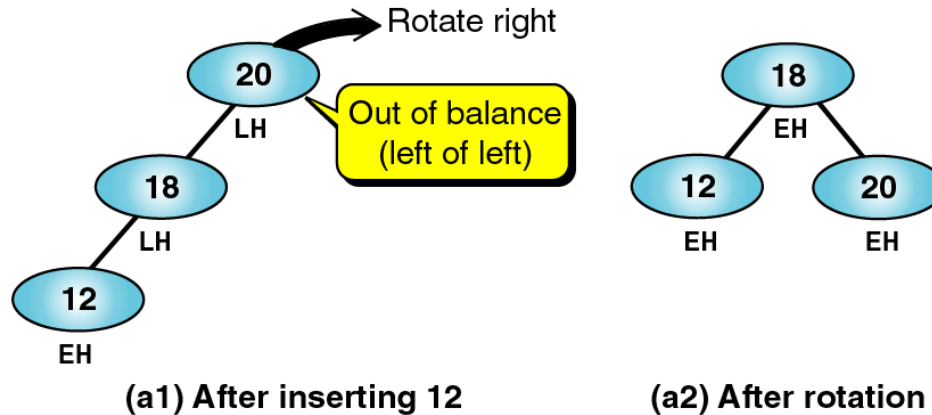 Rotate right
20
Out of balance
(left of left)
LH
18
LH
12
EH
(a1) After inserting 12
18
EH
12
20
EH
EH
(a2) After rotation